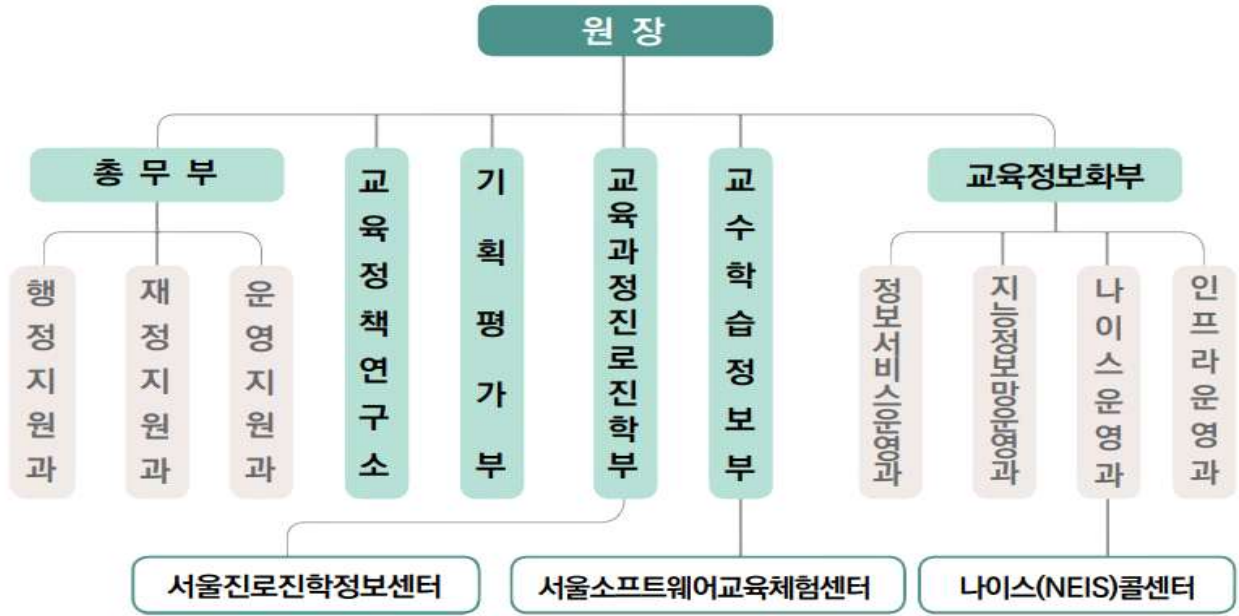 원 장
총 무 부
교육정책연구소
기획평가부
교육과정진로진학부
교수학습정보부
교육정보화부
행정지원과
재정지원과
운영지원과
정보서비스운영과
지능정보망운영과
나이스운영과
인프라운영과
서울진로진학정보센터
서울소프트웨어교육체험센터
나이스(NEIS)콜센터